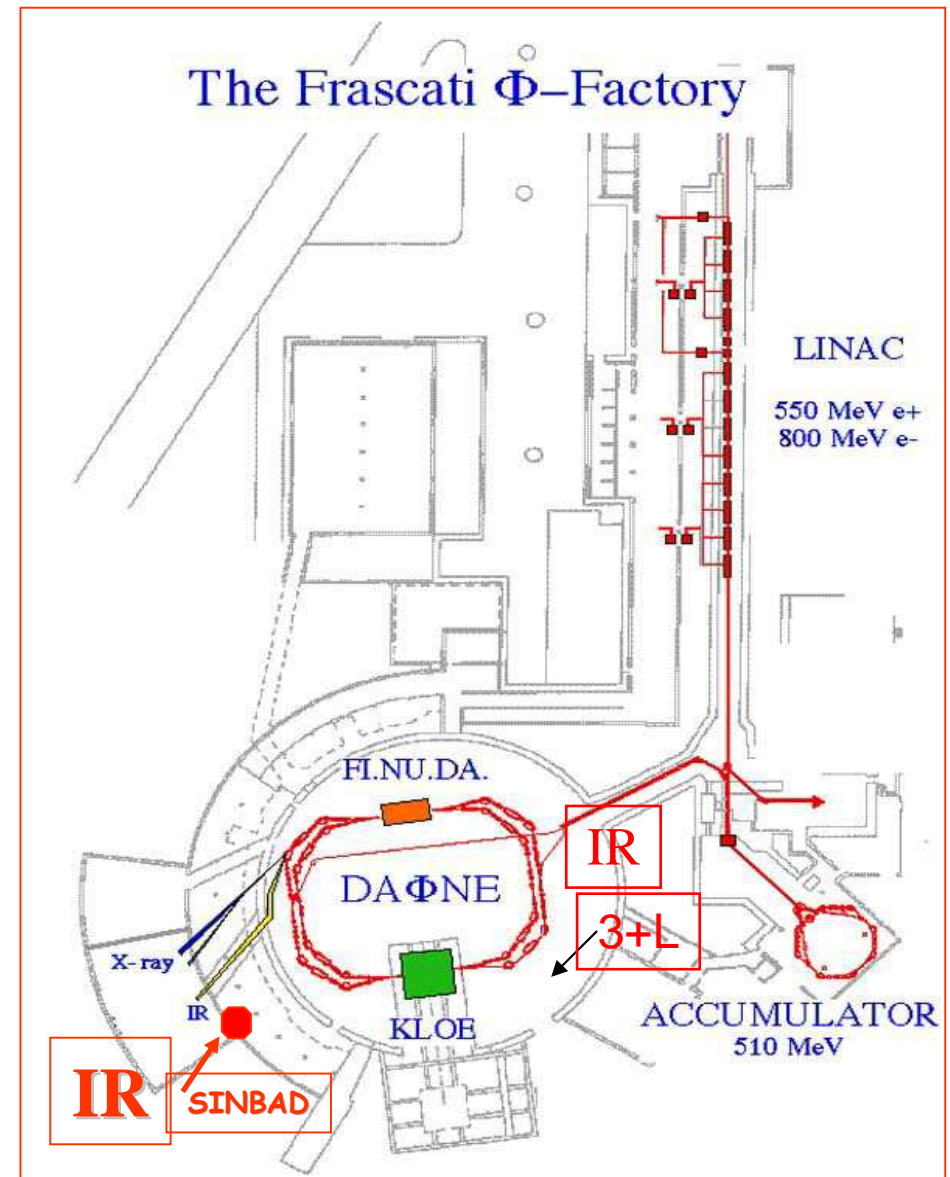 The Frascati Φ-Factory
LINAC
550 MeV e+
800 MeV e-
FI.NU.DA.
IR
DAΦNE
3+L
X-ray
IR
KLOE
ACCUMULATOR
510 MeV
IR
SINBAD